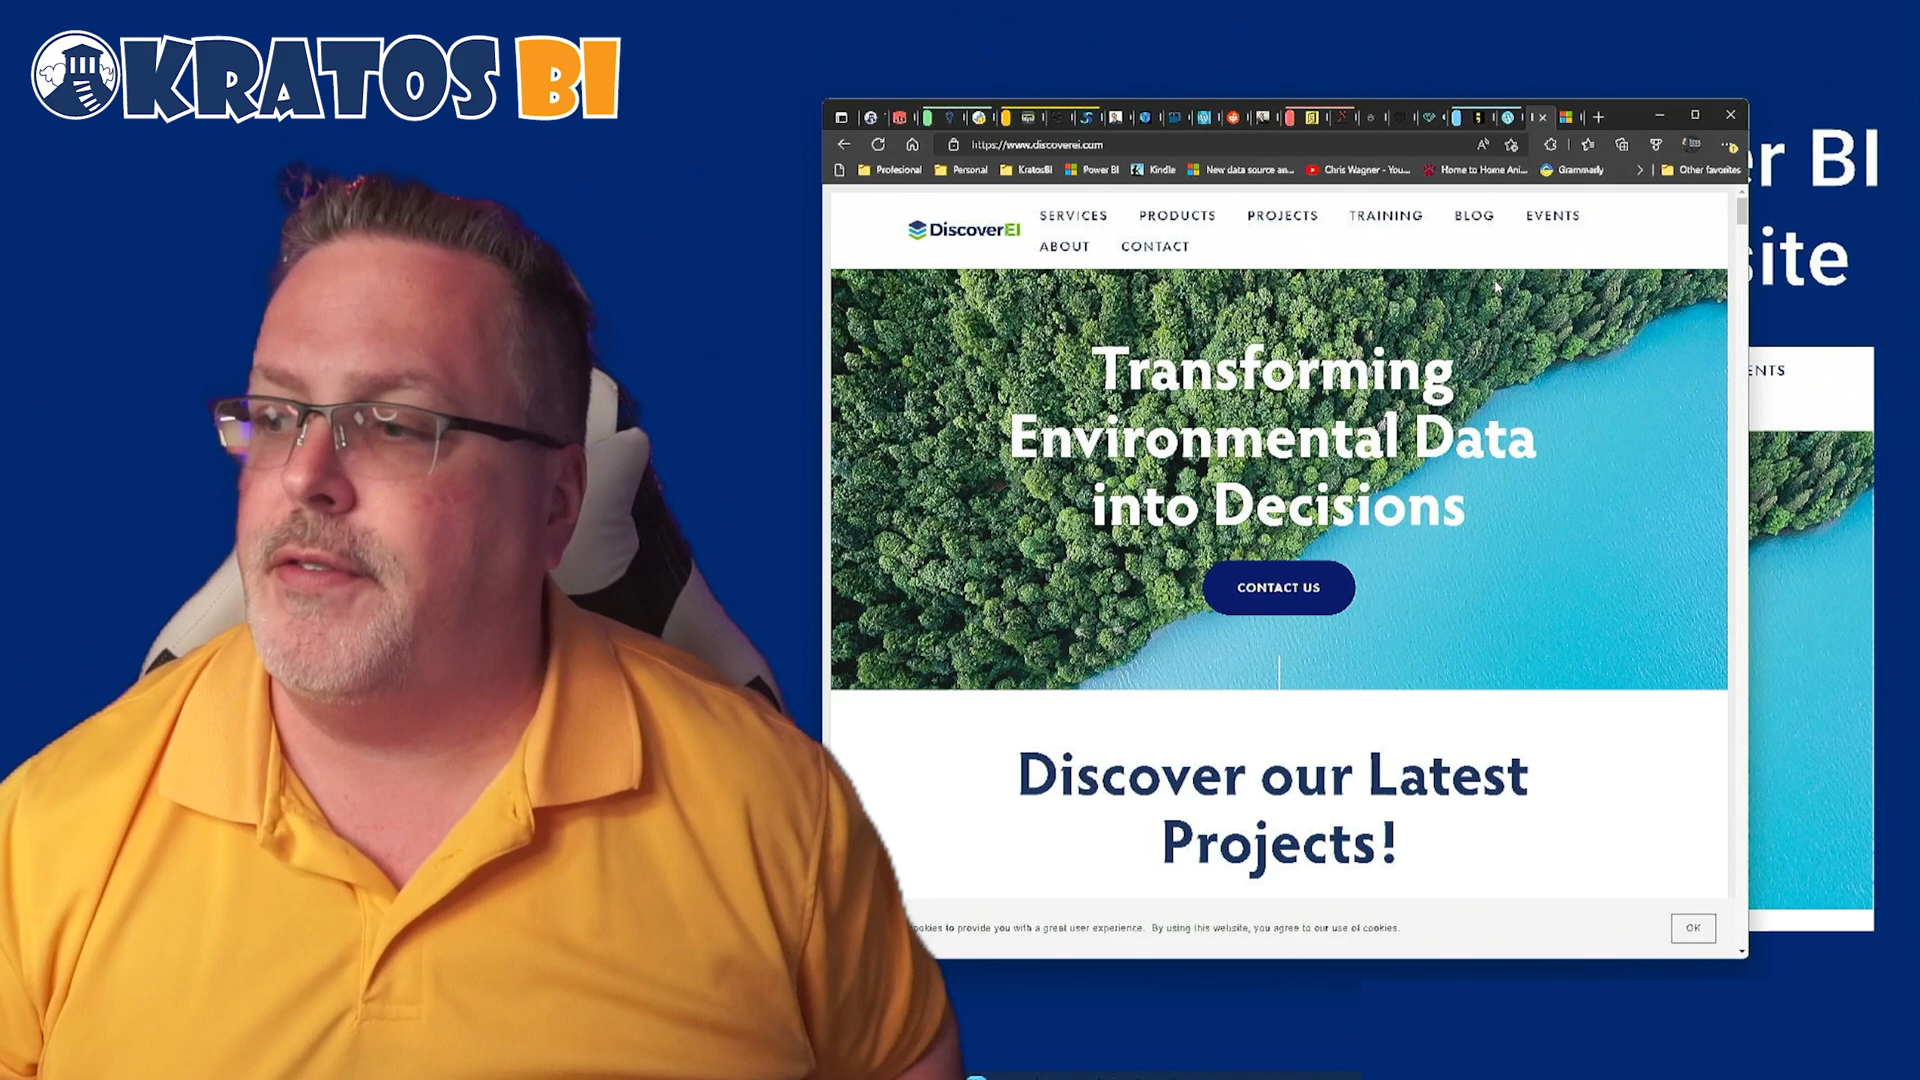 KRATOS BI
r BI
site
https://www.discoverei.com
Profesional
Personal
KratosBI
Power BI
Kindle
New data source an...
Chris Wagner - You...
Home to Home Ani...
Grammarly
Other favorites
DiscoverEI
SERVICES PRODUCTS PROJECTS TRAINING BLOG EVENTS
ABOUT CONTACT
ENTS
Transforming
Environmental Data
into Decisions
CONTACT US
Discover our Latest
Projects!
ookies to provide you with a great user experience. By using this website, you agree to our use of cookies.
OK